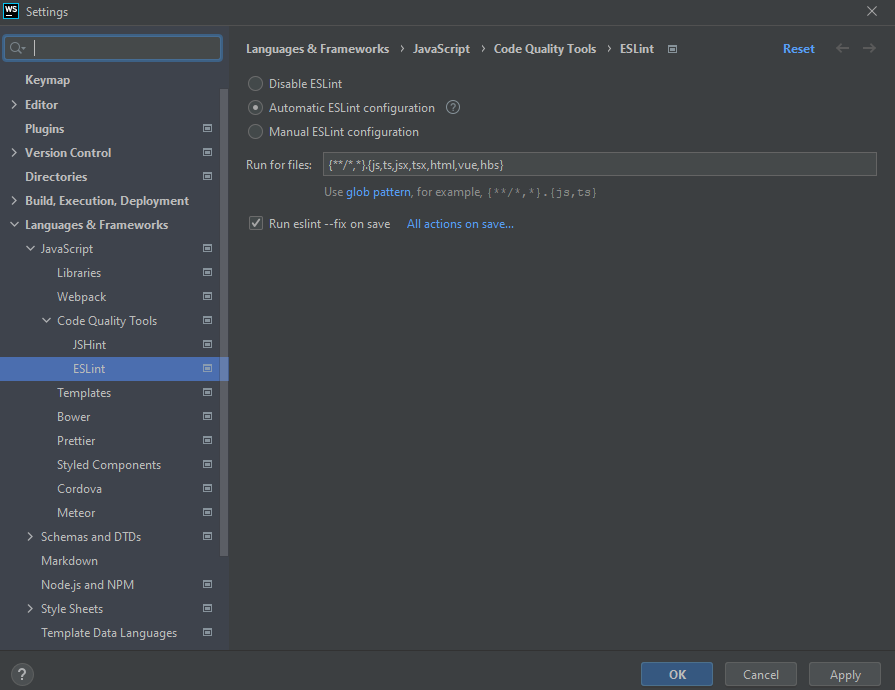 WS Settings
Keymap
Editor
Plugins
Version Control
Directories
Build, Execution, Deployment
Languages & Frameworks
JavaScript
Libraries
Webpack
Code Quality Tools
JSHint
ESLint
Templates
Bower
Prettier
Styled Components
Cordova
Meteor
Schemas and DTDs
Markdown
Node.js and NPM
Style Sheets
Template Data Languages
?
Languages & Frameworks › JavaScript › Code Quality Tools › ESLint Reset
Disable ESLint
Automatic ESLint configuration ?
Manual ESLint configuration
Run for files: {**/*,*}.{js,ts,jsx,tsx,html,vue,hbs}
Use glob pattern, for example, {**/*,*}.{js,ts}
Run eslint --fix on save All actions on save...
OK Cancel Apply